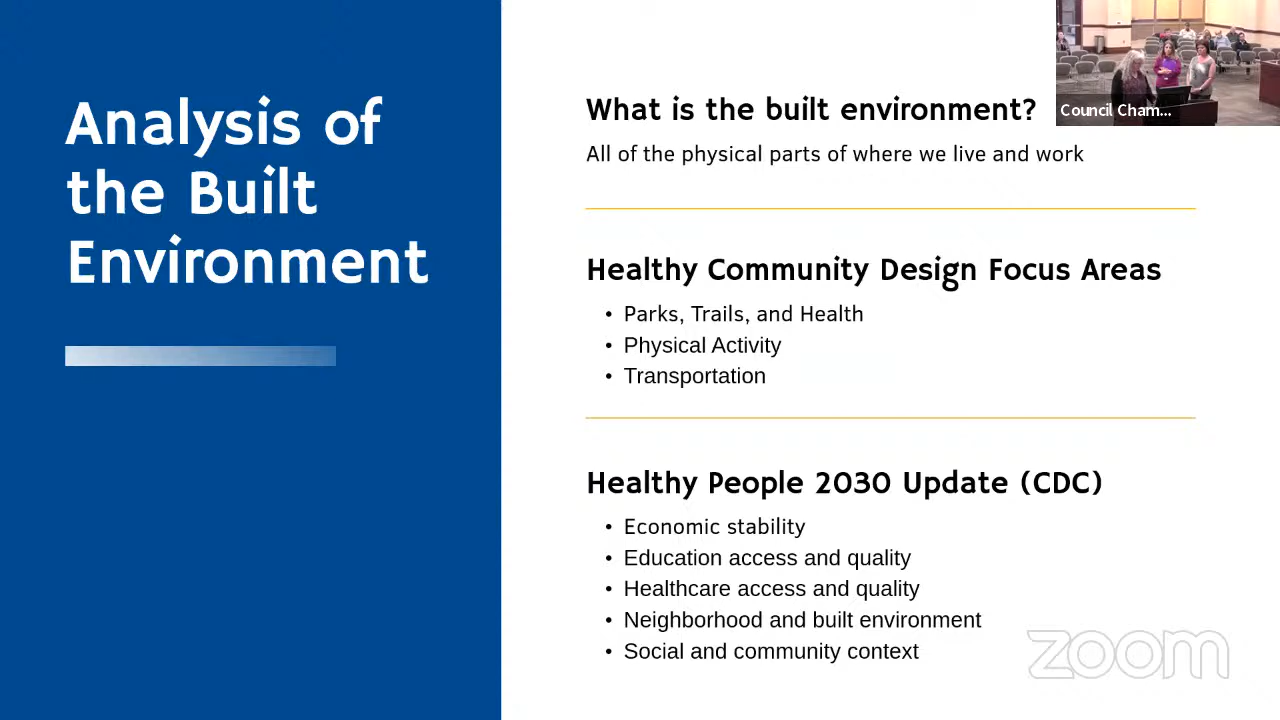 Analysis of
the Built
Environment
What is the built environment?
All of the physical parts of where we live and work
Healthy Community Design Focus Areas
• Parks, Trails, and Health
• Physical Activity
• Transportation
Healthy People 2030 Update (CDC)
• Economic stability
• Education access and quality
• Healthcare access and quality
• Neighborhood and built environment
• Social and community context
Council Cham...
zoom